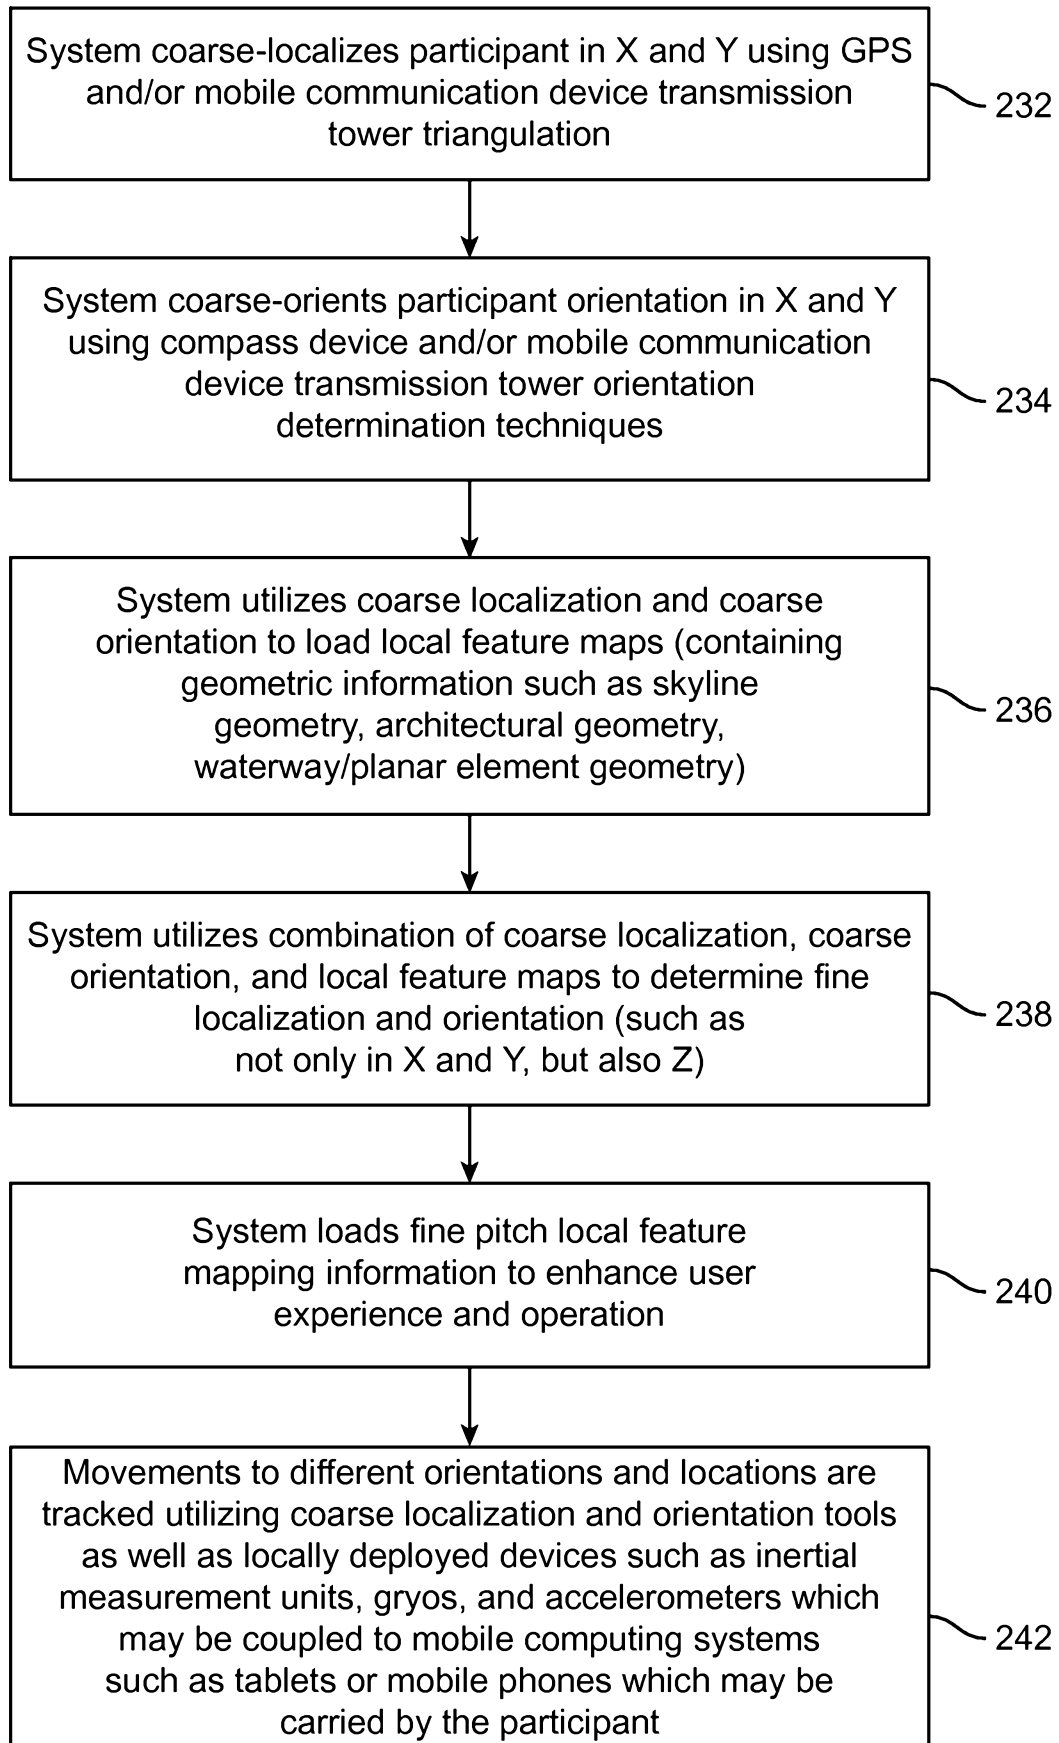 System coarse-localizes participant in X and Y using GPS
and/or mobile communication device transmission
tower triangulation
232
System coarse-orients participant orientation in X and Y
using compass device and/or mobile communication
device transmission tower orientation
determination techniques
234
System utilizes coarse localization and coarse
orientation to load local feature maps (containing
geometric information such as skyline
geometry, architectural geometry,
waterway/planar element geometry)
236
System utilizes combination of coarse localization, coarse
orientation, and local feature maps to determine fine
localization and orientation (such as
not only in X and Y, but also Z)
238
System loads fine pitch local feature
mapping information to enhance user
experience and operation
240
Movements to different orientations and locations are
tracked utilizing coarse localization and orientation tools
as well as locally deployed devices such as inertial
measurement units, gryos, and accelerometers which
may be coupled to mobile computing systems
such as tablets or mobile phones which may be
carried by the participant
242